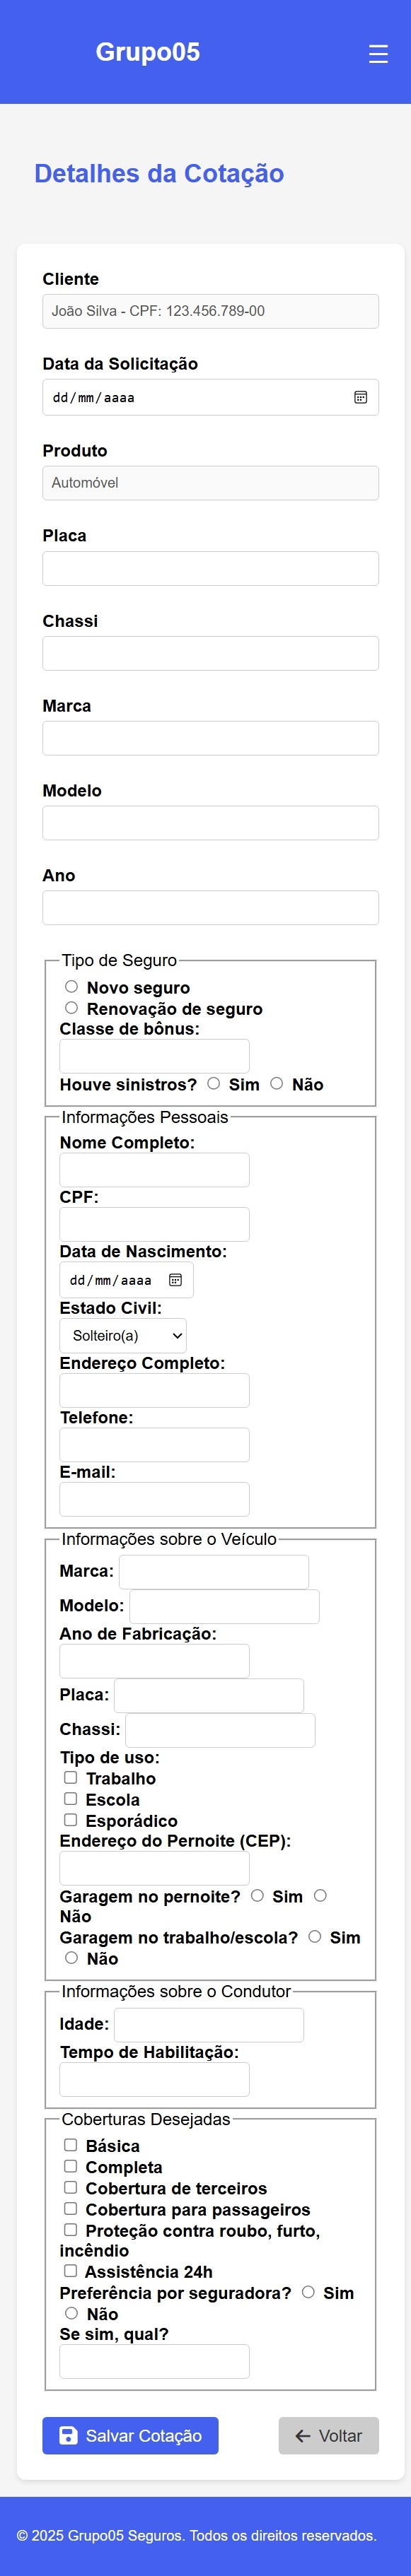 Grupo05
Detalhes da Cotação
Cliente
João Silva - CPF: 123.456.789-00
Data da Solicitação
dd/mm/aaaa
Produto
Automóvel
Placa
Chassi
Marca
Modelo
Ano
Tipo de Seguro
Novo seguro
Renovação de seguro
Classe de bônus:
Houve sinistros? Sim Não
Informações Pessoais
Nome Completo:
CPF:
Data de Nascimento:
dd/mm/aaaa
Estado Civil:
Solteiro(a)
Endereço Completo:
Telefone:
E-mail:
Informações sobre o Veículo
Marca:
Modelo:
Ano de Fabricação:
Placa:
Chassi:
Tipo de uso:
Trabalho
Escola
Esporádico
Endereço do Pernoite (CEP):
Garagem no pernoite? Sim
Não
Garagem no trabalho/escola? Sim
Não
Informações sobre o Condutor
Idade:
Tempo de Habilitação:
Coberturas Desejadas
Básica
Completa
Cobertura de terceiros
Cobertura para passageiros
Proteção contra roubo, furto,
incêndio
Assistência 24h
Preferência por seguradora? Sim
Não
Se sim, qual?
Salvar Cotação Voltar
© 2025 Grupo05 Seguros. Todos os direitos reservados.